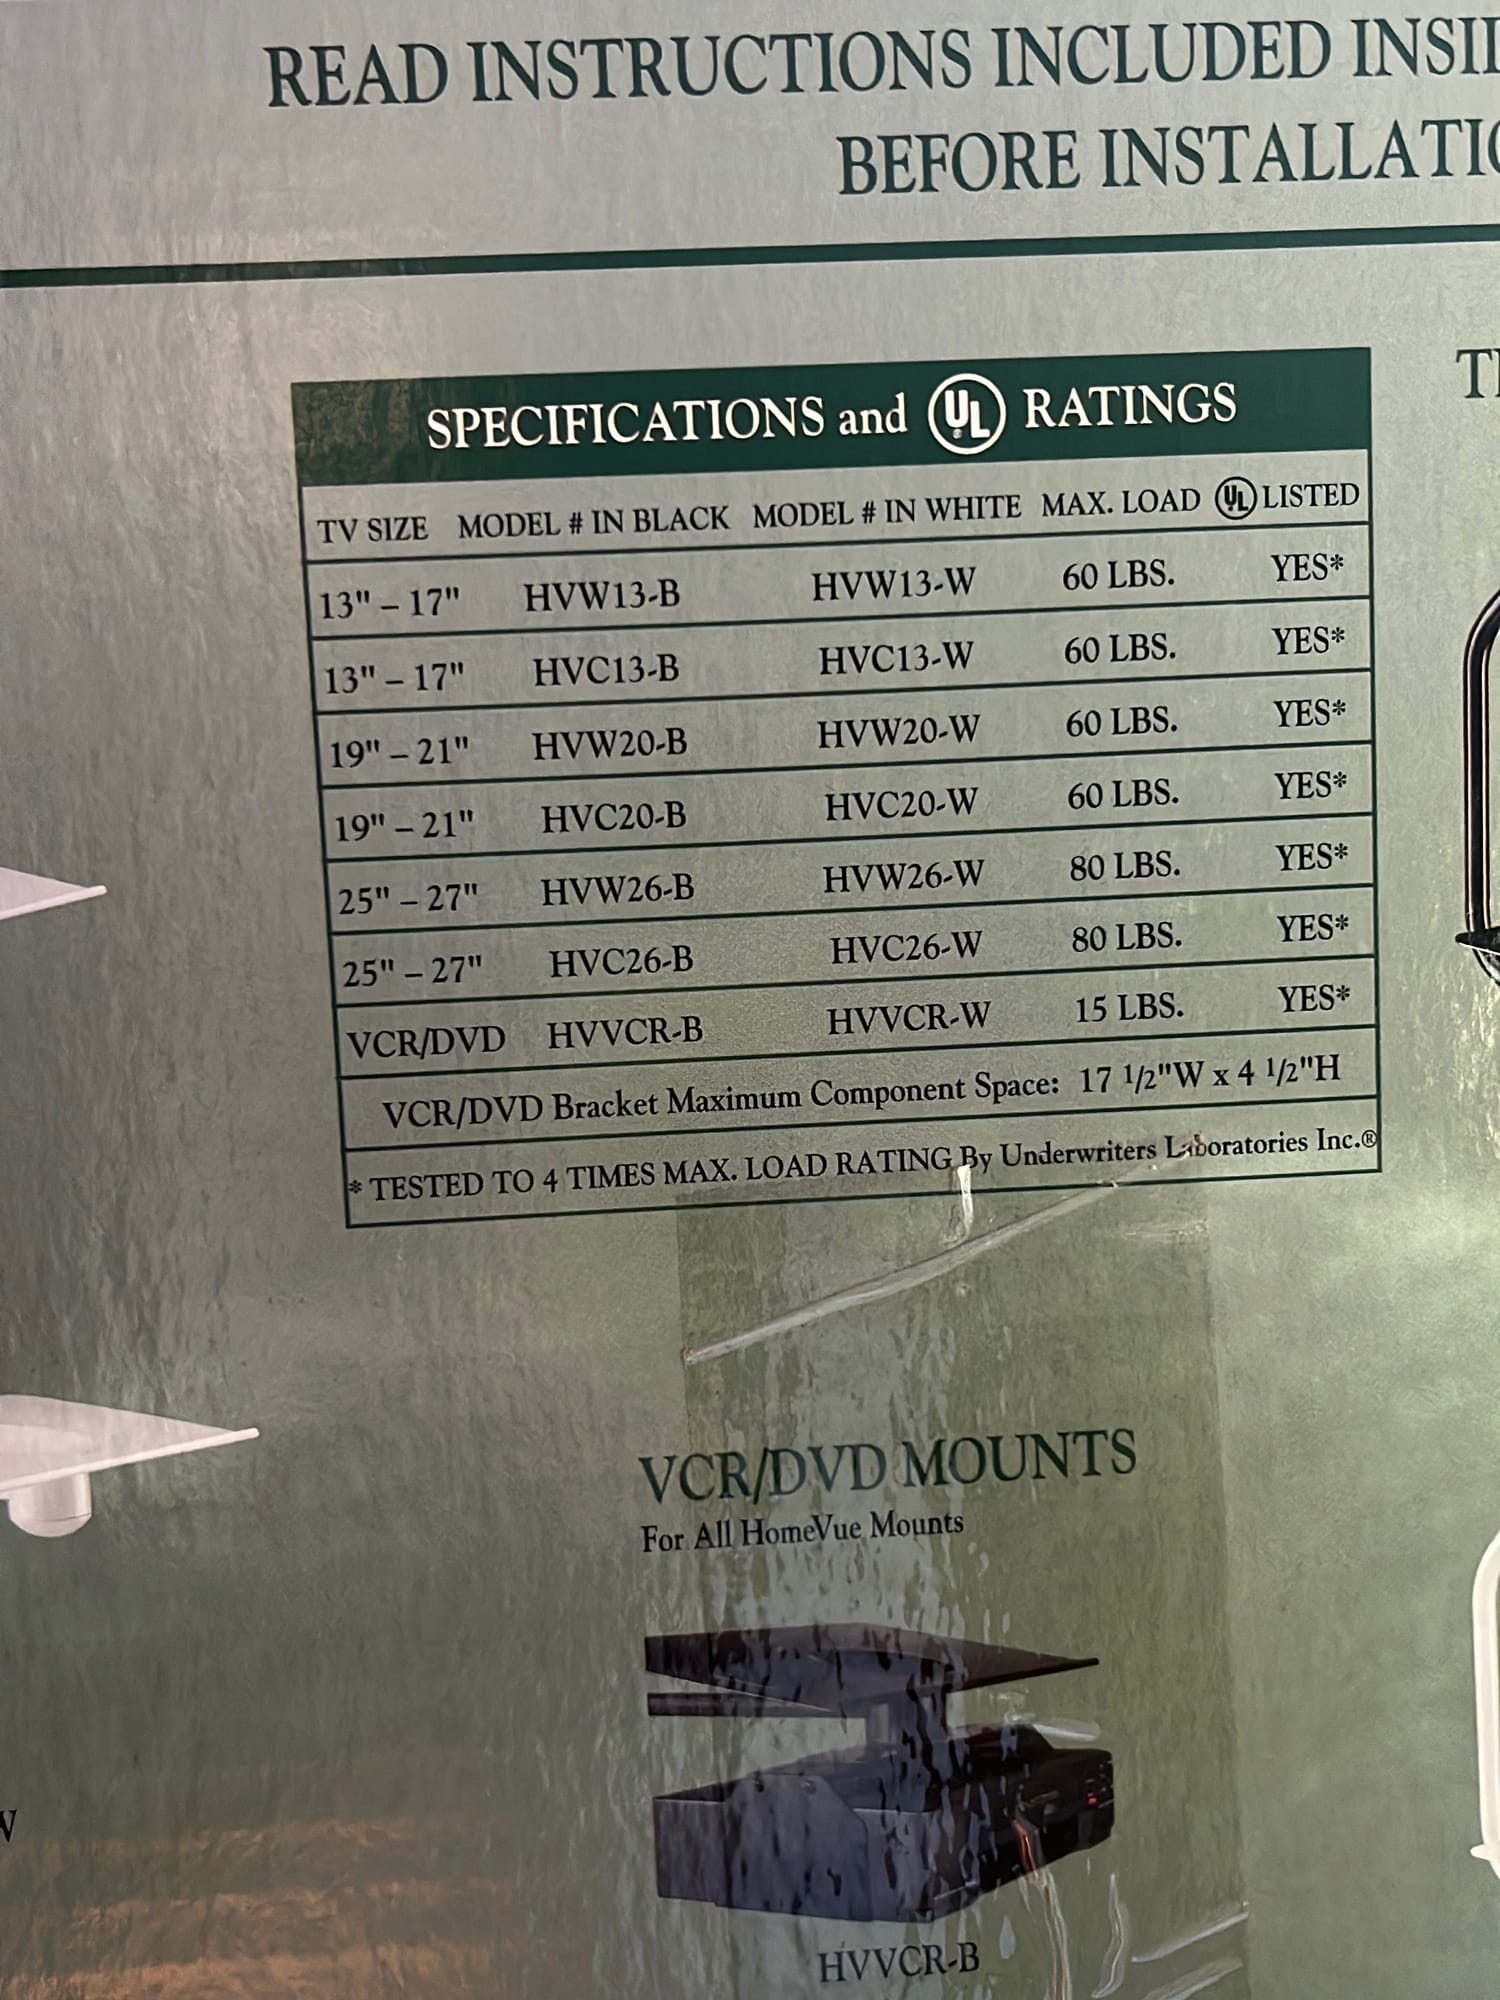 READ INSTRUCTIONS INCLUDED
BEFORE
SPECIFICATIONS and UL RATINGS
TV SIZE MODEL # IN BLACK MODEL # IN WHITE MAX. LOAD UL LISTED
13" – 17" HVW13-B HVW13-W 60 LBS. YES*
13" – 17" HVC13-B HVC13-W 60 LBS. YES*
19" – 21" HVW20-B HVW20-W 60 LBS. YES*
19" – 21" HVC20-B HVC20-W 60 LBS. YES*
25" – 27" HVW26-B HVW26-W 80 LBS. YES*
25" – 27" HVC26-B HVC26-W 80 LBS. YES*
VCR/DVD HVVCR-B HVVCR-W 15 LBS. YES*
VCR/DVD Bracket Maximum Component Space: 17 1/2"W x 4 1/2"H
* TESTED TO 4 TIMES MAX. LOAD RATING By Underwriters Laboratories Inc.®
VCR/DVD MOUNTS
For All HomeVue Mounts
HVVCR-B